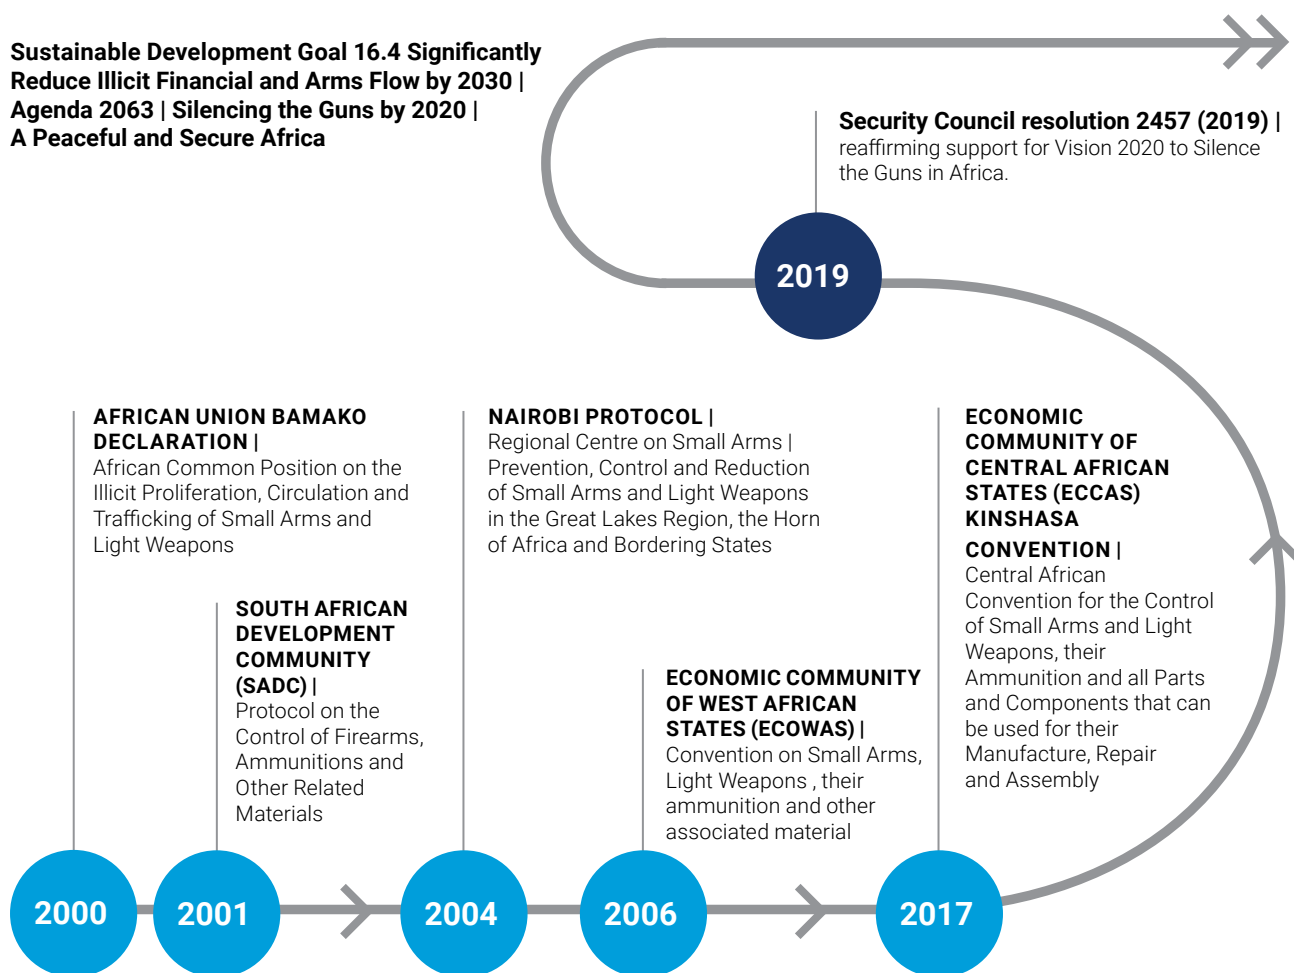 Sustainable Development Goal 16.4 Significantly
Reduce Illicit Financial and Arms Flow by 2030 |
Agenda 2063 | Silencing the Guns by 2020 |
A Peaceful and Secure Africa
Security Council resolution 2457 (2019) |
reaffirming support for Vision 2020 to Silence
the Guns in Africa.
2019
AFRICAN UNION BAMAKO
DECLARATION |
African Common Position on the
Illicit Proliferation, Circulation and
Trafficking of Small Arms and
Light Weapons
SOUTH AFRICAN
DEVELOPMENT
COMMUNITY
(SADC) |
Protocol on the
Control of Firearms,
Ammunitions and
Other Related
Materials
NAIROBI PROTOCOL |
Regional Centre on Small Arms |
Prevention, Control and Reduction
of Small Arms and Light Weapons
in the Great Lakes Region, the Horn
of Africa and Bordering States
ECONOMIC COMMUNITY
OF WEST AFRICAN
STATES (ECOWAS) |
Convention on Small Arms,
Light Weapons , their
ammunition and other
associated material
ECONOMIC
COMMUNITY OF
CENTRAL AFRICAN
STATES (ECCAS)
KINSHASA
CONVENTION |
Central African
Convention for the Control
of Small Arms and Light
Weapons, their
Ammunition and all Parts
and Components that can
be used for their
Manufacture, Repair
and Assembly
2000
2001
2004
2006
2017